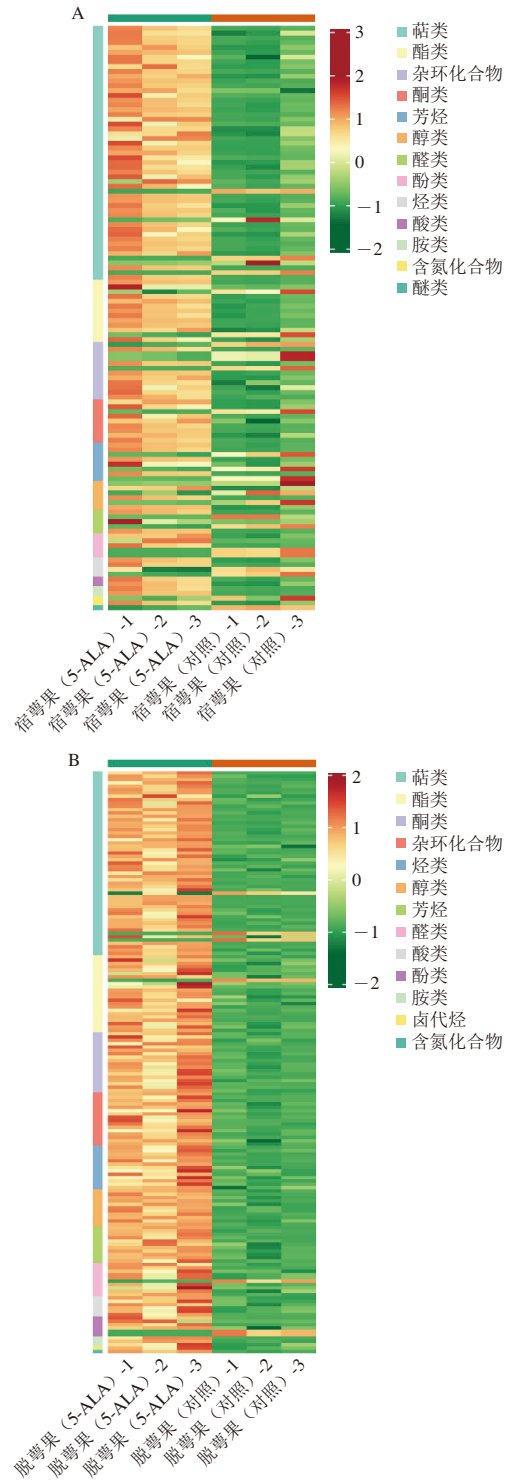 A
3
2
1
0
－1
－2
萜类
酯类
杂环化合物
酮类
芳烃
醇类
醛类
酚类
烃类
酸类
胺类
含氮化合物
醚类
宿萼果（5-ALA）-1
宿萼果（5-ALA）-2
宿萼果（5-ALA）-3
宿萼果（对照）-1
宿萼果（对照）-2
宿萼果（对照）-3
B
2
1
0
－1
－2
萜类
酯类
酮类
杂环化合物
烃类
醇类
芳烃
醛类
酸类
酚类
胺类
卤代烃
含氮化合物
脱萼果（5-ALA）-1
脱萼果（5-ALA）-2
脱萼果（5-ALA）-3
脱萼果（对照）-1
脱萼果（对照）-2
脱萼果（对照）-3